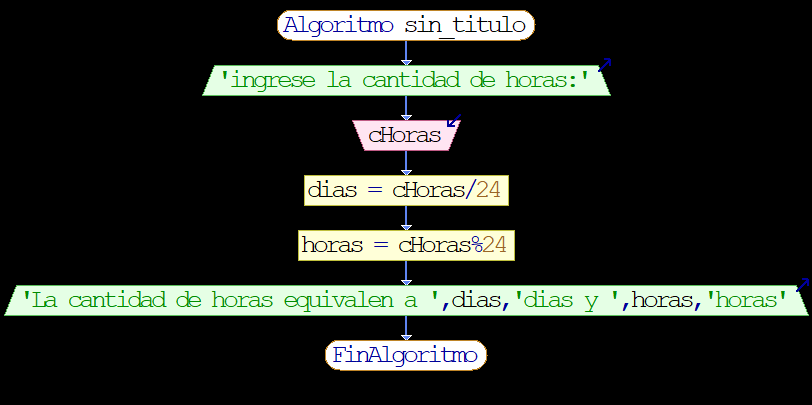 Algoritmo sin_titulo
'ingrese la cantidad de horas:'
cHoras
dias = cHoras/24
horas = cHoras%24
'La cantidad de horas equivalen a ',dias,'dias y ',horas,'horas'
FinAlgoritmo